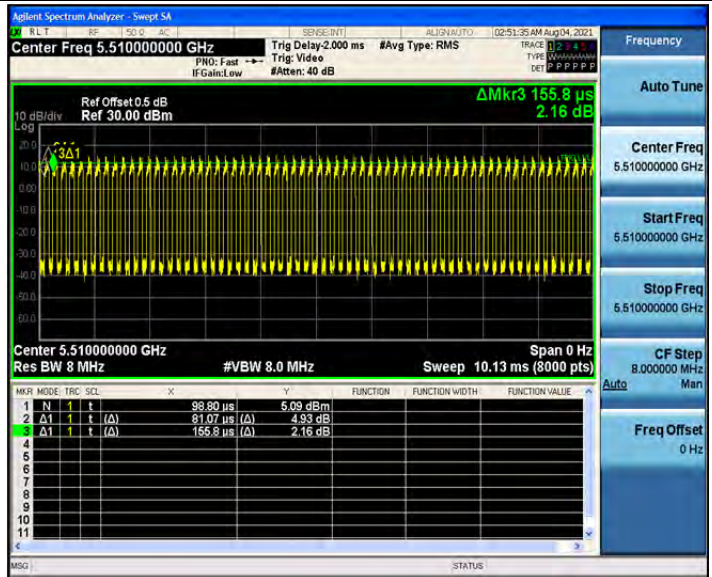 Agilent Spectrum Analyzer - Swept SA
RLT RF 50 Ω AC SENSE:INT ALIGNAUTO 02:51:35 AM Aug 04, 2021
Center Freq 5.510000000 GHz
PNO: Fast
IFGain:Low
Trig Delay-2.000 ms
Trig: Video
#Atten: 40 dB
#Avg Type: RMS
TRACE 1 2 3 4 5 6
TYPE
DET P P P P P P
Ref Offset 0.5 dB
10 dB/div Ref 30.00 dBm
Log
ΔMkr3 155.8 µs
2.16 dB
20.0
3Δ1
10.0
0.00
-10.0
-20.0
-30.0
-40.0
-50.0
-60.0
Center 5.510000000 GHz Span 0 Hz
Res BW 8 MHz #VBW 8.0 MHz Sweep 10.13 ms (8000 pts)
MKR MODE TRC SCL X Y FUNCTION FUNCTION WIDTH FUNCTION VALUE
1 N 1 t 98.80 µs 5.09 dBm
2 Δ1 1 t (Δ) 81.07 µs (Δ) 4.93 dB
3 Δ1 1 t (Δ) 155.8 µs (Δ) 2.16 dB
4
5
6
7
8
9
10
11
MSG STATUS
Frequency
Auto Tune
Center Freq
5.510000000 GHz
Start Freq
5.510000000 GHz
Stop Freq
5.510000000 GHz
CF Step
8.000000 MHz
Auto Man
Freq Offset
0 Hz